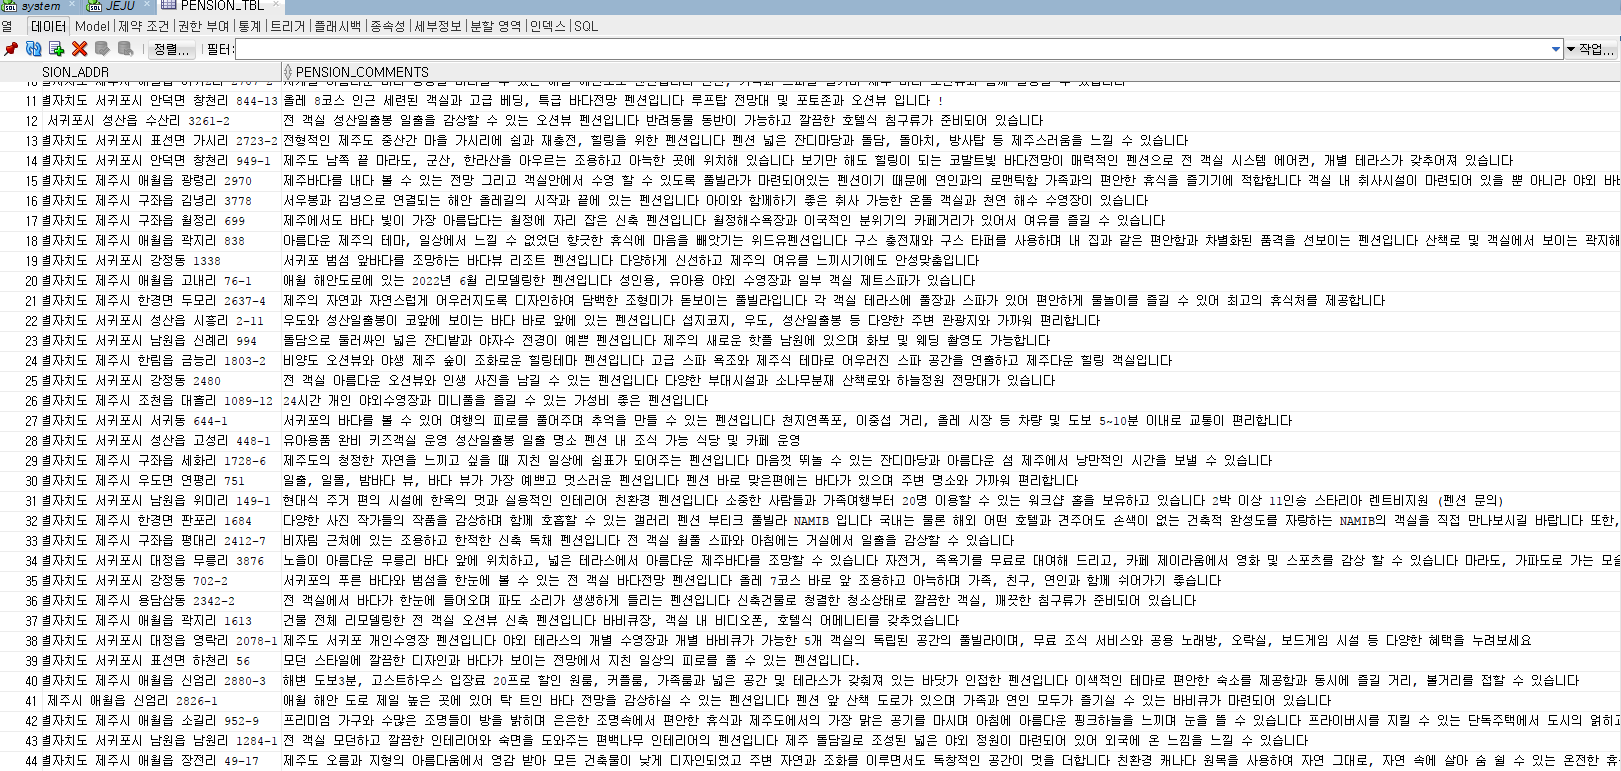 system JEJU PENSION_TBL
열 데이터 Model 제약 조건 권한 부여 통계 트리거 플래시백 종속성 세부정보 분할 영역 인덱스 SQL
정렬... 필터: 작업...
SION_ADDR PENSION_COMMENTS
11 별자치도 서귀포시 안덕면 창천리 844-13 올레 8코스 인근 세련된 객실과 고급 베딩, 특급 바다전망 펜션입니다 루프탑 전망대 및 포토존과 오션뷰 입니다 !
12 서귀포시 성산읍 수산리 3261-2 전 객실 성산일출봉 일출을 감상할 수 있는 오션뷰 펜션입니다 반려동물 동반이 가능하고 깔끔한 호텔식 침구류가 준비되어 있습니다
13 별자치도 서귀포시 표선면 가시리 2723-2 전형적인 제주도 중산간 마을 가시리에 쉼과 재충전, 힐링을 위한 펜션입니다 펜션 넓은 잔디마당과 돌담, 돌아치, 방사탑 등 제주스러움을 느낄 수 있습니다
14 별자치도 서귀포시 안덕면 창천리 949-1 제주도 남쪽 끝 마라도, 군산, 한라산을 아우르는 조용하고 아늑한 곳에 위치해 있습니다 보기만 해도 힐링이 되는 코발트빛 바다전망이 매력적인 펜션으로 전 객실 시스템 에어컨, 개별 테라스가 갖추어져 있습니다
15 별자치도 제주시 애월읍 광령리 2970 제주바다를 내다 볼 수 있는 전망 그리고 객실안에서 수영 할 수 있도록 풀빌라가 마련되어있는 펜션이기 때문에 연인과의 로맨틱함 가족과의 편안한 휴식을 즐기기에 적합합니다 객실 내 취사시설이 마련되어 있을 뿐 아니라 야외 바
16 별자치도 제주시 구좌읍 김녕리 3778 서우봉과 김녕으로 연결되는 해안 올레길의 시작과 끝에 있는 펜션입니다 아이와 함께하기 좋은 취사 가능한 온돌 객실과 천연 해수 수영장이 있습니다
17 별자치도 제주시 구좌읍 월정리 699 제주에서도 바다 빛이 가장 아름답다는 월정에 자리 잡은 신축 펜션입니다 월정해수욕장과 이국적인 분위기의 카페거리가 있어서 여유를 즐길 수 있습니다
18 별자치도 제주시 애월읍 곽지리 838 아름다운 제주의 테마, 일상에서 느낄 수 없었던 향긋한 휴식에 마음을 빼앗기는 위드유펜션입니다 구스 충전재와 구스 타퍼를 사용하며 내 집과 같은 편안함과 차별화된 품격을 선보이는 펜션입니다 산책로 및 객실에서 보이는 곽지해
19 별자치도 서귀포시 강정동 1338 서귀포 범섬 앞바다를 조망하는 바다뷰 리조트 펜션입니다 다양하게 신선하고 제주의 여유를 느끼시기에도 안성맞춤입니다
20 별자치도 제주시 애월읍 고내리 76-1 애월 해안도로에 있는 2022년 6월 리모델링한 펜션입니다 성인용, 유아용 야외 수영장과 일부 객실 제트스파가 있습니다
21 별자치도 제주시 한경면 두모리 2637-4 제주의 자연과 자연스럽게 어우러지도록 디자인하여 담백한 조형미가 돋보이는 풀빌라입니다 각 객실 테라스에 풀장과 스파가 있어 편안하게 물놀이를 즐길 수 있어 최고의 휴식처를 제공합니다
22 별자치도 서귀포시 성산읍 시흥리 2-11 우도와 성산일출봉이 코앞에 보이는 바다 바로 앞에 있는 펜션입니다 섭지코지, 우도, 성산일출봉 등 다양한 주변 관광지와 가까워 편리합니다
23 별자치도 서귀포시 남원읍 신례리 994 돌담으로 둘러싸인 넓은 잔디밭과 야자수 전경이 예쁜 펜션입니다 제주의 새로운 핫플 남원에 있으며 화보 및 웨딩 촬영도 가능합니다
24 별자치도 제주시 한림읍 금능리 1803-2 비양도 오션뷰와 야생 제주 숲이 조화로운 힐링테마 펜션입니다 고급 스파 욕조와 제주식 테마로 어우러진 스파 공간을 연출하고 제주다운 힐링 객실입니다
25 별자치도 서귀포시 강정동 2480 전 객실 아름다운 오션뷰와 인생 사진을 남길 수 있는 펜션입니다 다양한 부대시설과 소나무분재 산책로와 하늘정원 전망대가 있습니다
26 별자치도 제주시 조천읍 대흘리 1089-12 24시간 개인 야외수영장과 미니풀을 즐길 수 있는 가성비 좋은 펜션입니다
27 별자치도 서귀포시 서귀동 644-1 서귀포의 바다를 볼 수 있어 여행의 피로를 풀어주며 추억을 만들 수 있는 펜션입니다 천지연폭포, 이중섭 거리, 올레 시장 등 차량 및 도보 5~10분 이내로 교통이 편리합니다
28 별자치도 서귀포시 성산읍 고성리 448-1 유아용품 완비 키즈객실 운영 성산일출봉 일출 명소 펜션 내 조식 가능 식당 및 카페 운영
29 별자치도 제주시 구좌읍 세화리 1728-6 제주도의 청정한 자연을 느끼고 싶을 때 지친 일상에 쉼표가 되어주는 펜션입니다 마음껏 뛰놀 수 있는 잔디마당과 아름다운 섬 제주에서 낭만적인 시간을 보낼 수 있습니다
30 별자치도 제주시 우도면 연평리 751 일출, 일몰, 밤바다 뷰, 바다 뷰가 가장 예쁘고 멋스러운 펜션입니다 펜션 바로 맞은편에는 바다가 있으며 주변 명소와 가까워 편리합니다
31 별자치도 서귀포시 남원읍 위미리 149-1 현대식 주거 편의 시설에 한옥의 멋과 실용적인 인테리어 친환경 펜션입니다 소중한 사람들과 가족여행부터 20명 이용할 수 있는 워크샵 홀을 보유하고 있습니다 2박 이상 11인승 스타리아 렌트비지원 (펜션 문의)
32 별자치도 제주시 한경면 판포리 1684 다양한 사진 작가들의 작품을 감상하며 함께 호흡할 수 있는 갤러리 펜션 부티크 풀빌라 NAMIB 입니다 국내는 물론 해외 어떤 호텔과 견주어도 손색이 없는 건축적 완성도를 자랑하는 NAMIB의 객실을 직접 만나보시길 바랍니다 또한,
33 별자치도 제주시 구좌읍 평대리 2412-7 비자림 근처에 있는 조용하고 한적한 신축 독채 펜션입니다 전 객실 월풀 스파와 아침에는 거실에서 일출을 감상할 수 있습니다
34 별자치도 서귀포시 대정읍 무릉리 3876 노을이 아름다운 무릉리 바다 앞에 위치하고, 넓은 테라스에서 아름다운 제주바다를 조망할 수 있습니다 자전거, 족욕기를 무료로 대여해 드리고, 카페 제이라움에서 영화 및 스포츠를 감상 할 수 있습니다 마라도, 가파도로 가는 모슬
35 별자치도 서귀포시 강정동 702-2 서귀포의 푸른 바다와 범섬을 한눈에 볼 수 있는 전 객실 바다전망 펜션입니다 올레 7코스 바로 앞 조용하고 아늑하며 가족, 친구, 연인과 함께 쉬어가기 좋습니다
36 별자치도 제주시 용담삼동 2342-2 전 객실에서 바다가 한눈에 들어오며 파도 소리가 생생하게 들리는 펜션입니다 신축건물로 청결한 청소상태로 깔끔한 객실, 깨끗한 침구류가 준비되어 있습니다
37 별자치도 제주시 애월읍 곽지리 1613 건물 전체 리모델링한 전 객실 오션뷰 신축 펜션입니다 바비큐장, 객실 내 비디오폰, 호텔식 어메니티를 갖추었습니다
38 별자치도 서귀포시 대정읍 영락리 2078-1 제주도 서귀포 개인수영장 펜션입니다 야외 테라스의 개별 수영장과 개별 바비큐가 가능한 5개 객실의 독립된 공간의 풀빌라이며, 무료 조식 서비스와 공용 노래방, 오락실, 보드게임 시설 등 다양한 혜택을 누려보세요
39 별자치도 서귀포시 표선면 하천리 56 모던 스타일에 깔끔한 디자인과 바다가 보이는 전망에서 지친 일상의 피로를 풀 수 있는 펜션입니다.
40 별자치도 제주시 애월읍 신엄리 2880-3 해변 도보3분, 고스트하우스 입장료 20프로 할인 원룸, 커플룸, 가족룸과 넓은 공간 및 테라스가 갖춰져 있는 바닷가 인접한 펜션입니다 이색적인 테마로 편안한 숙소를 제공함과 동시에 즐길 거리, 볼거리를 접할 수 있습니다
41 제주시 애월읍 신엄리 2826-1 애월 해안 도로 제일 높은 곳에 있어 탁 트인 바다 전망을 감상하실 수 있는 펜션입니다 펜션 앞 산책 도로가 있으며 가족과 연인 모두가 즐기실 수 있는 바비큐가 마련되어 있습니다
42 별자치도 제주시 애월읍 소길리 952-9 프리미엄 가구와 수많은 조명들이 방을 밝히며 은은한 조명속에서 편안한 휴식과 제주도에서의 가장 맑은 공기를 마시며 아침에 아름다운 핑크하늘을 느끼며 눈을 뜰 수 있습니다 프라이버시를 지킬 수 있는 단독주택에서 도시의 얽히고
43 별자치도 서귀포시 남원읍 남원리 1284-1 전 객실 모던하고 깔끔한 인테리어와 숙면을 도와주는 편백나무 인테리어의 펜션입니다 제주 돌담길로 조성된 넓은 야외 정원이 마련되어 있어 외국에 온 느낌을 느낄 수 있습니다
44 별자치도 제주시 애월읍 장전리 49-17 제주도 오름과 지형의 아름다움에서 영감 받아 모든 건축물이 낮게 디자인되었고 주변 자연과 조화를 이루면서도 독창적인 공간이 멋을 더합니다 친환경 캐나다 원목을 사용하여 자연 그대로, 자연 속에 살아 숨 쉴 수 있는 온전한 휴